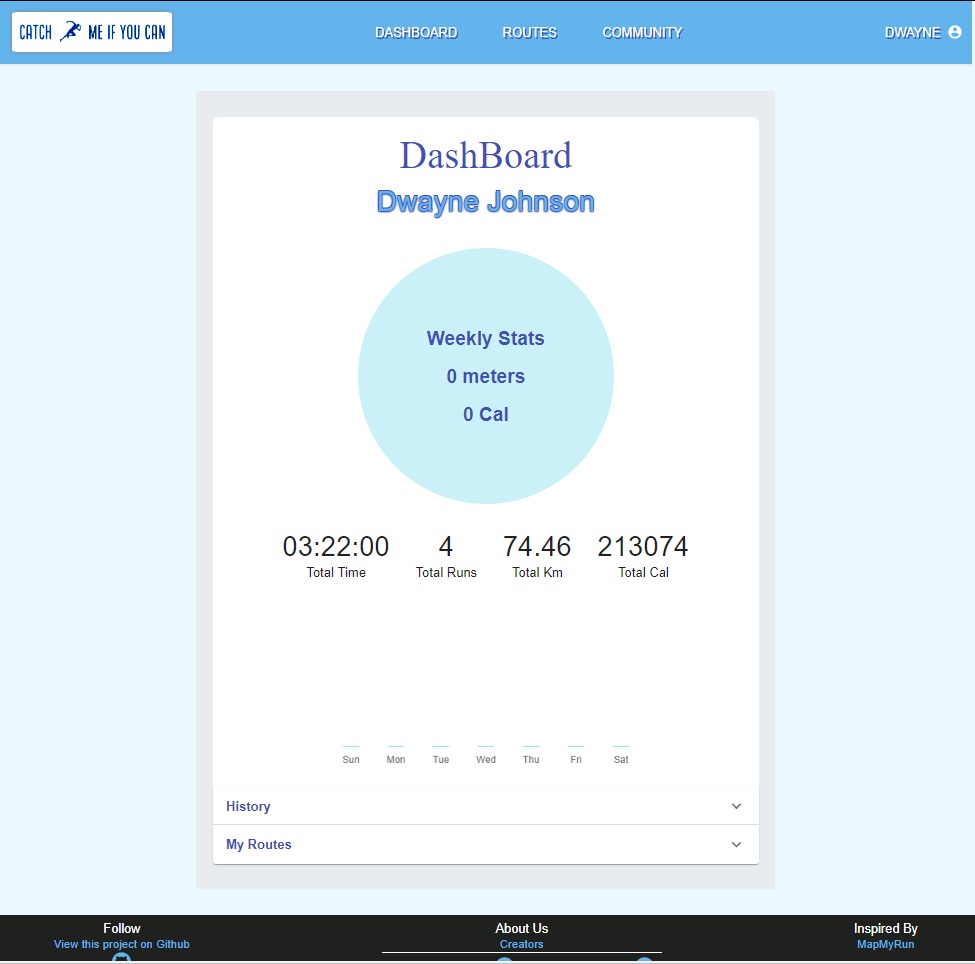 CATCH ME IF YOU CAN
DASHBOARD ROUTES COMMUNITY
DWAYNE
DashBoard
Dwayne Johnson
Weekly Stats
0 meters
0 Cal
03:22:00 4 74.46 213074
Total Time Total Runs Total Km Total Cal
Sun Mon Tue Wed Thu Fri Sat
History
My Routes
Follow About Us Inspired By
View this project on Github Creators MapMyRun